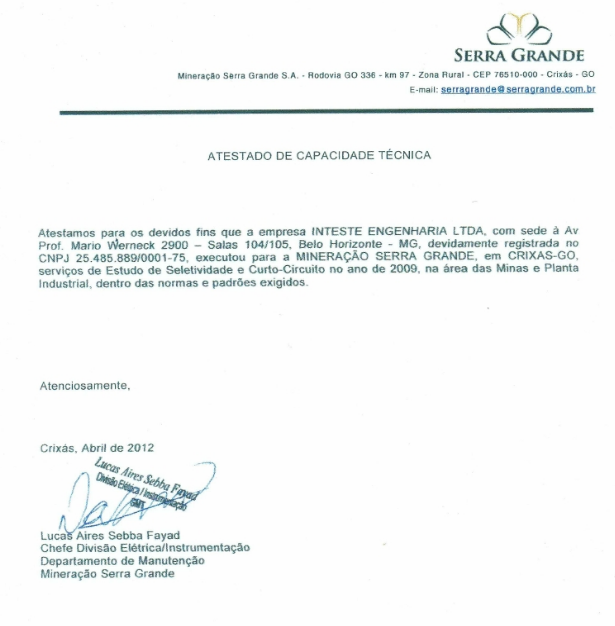 SERRA GRANDE
Mineração Serra Grande S.A. - Rodovia GO 336 - km 97 - Zona Rural - CEP 76510-000 - Crixás - GO
E-mail: serragrande@serragrande.com.br
ATESTADO DE CAPACIDADE TÉCNICA
Atestamos para os devidos fins que a empresa INTESTE ENGENHARIA LTDA, com sede à Av
Prof. Mario Werneck 2900 – Salas 104/105, Belo Horizonte - MG, devidamente registrada no
CNPJ 25.485.889/0001-75, executou para a MINERAÇÃO SERRA GRANDE, em CRIXAS-GO,
serviços de Estudo de Seletividade e Curto-Circuito no ano de 2009, na área das Minas e Planta
Industrial, dentro das normas e padrões exigidos.
Atenciosamente,
Crixás, Abril de 2012
Lucas Aires Sebba Fayad
Divisão Elétrica / Instrumentação
Lucas Aires Sebba Fayad
Chefe Divisão Elétrica/Instrumentação
Departamento de Manutenção
Mineração Serra Grande